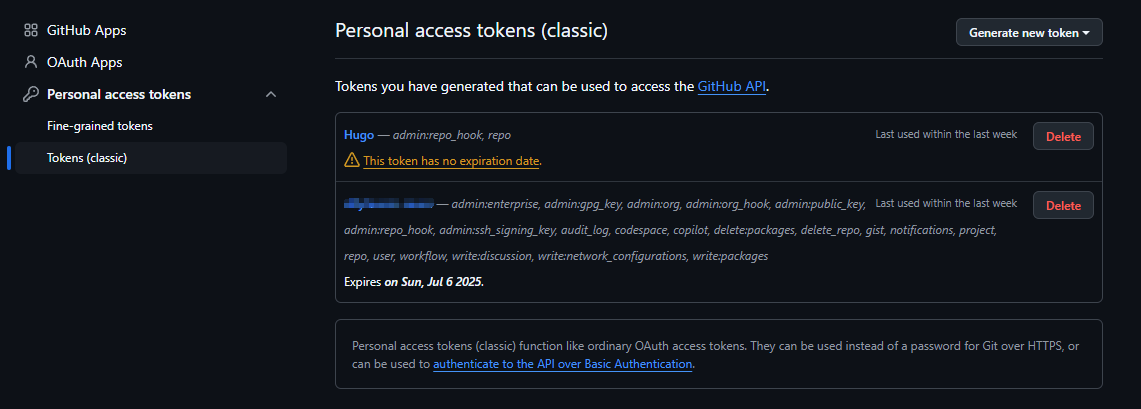 GitHub Apps
OAuth Apps
Personal access tokens
Fine-grained tokens
Tokens (classic)
Personal access tokens (classic)
Generate new token
Tokens you have generated that can be used to access the GitHub API.
Hugo — admin:repo_hook, repo
Last used within the last week
Delete
This token has no expiration date.
— admin:enterprise, admin:gpg_key, admin:org, admin:org_hook, admin:public_key,
Last used within the last week
Delete
admin:repo_hook, admin:ssh_signing_key, audit_log, codespace, copilot, delete:packages, delete_repo, gist, notifications, project,
repo, user, workflow, write:discussion, write:network_configurations, write:packages
Expires on Sun, Jul 6 2025.
Personal access tokens (classic) function like ordinary OAuth access tokens. They can be used instead of a password for Git over HTTPS, or
can be used to authenticate to the API over Basic Authentication.